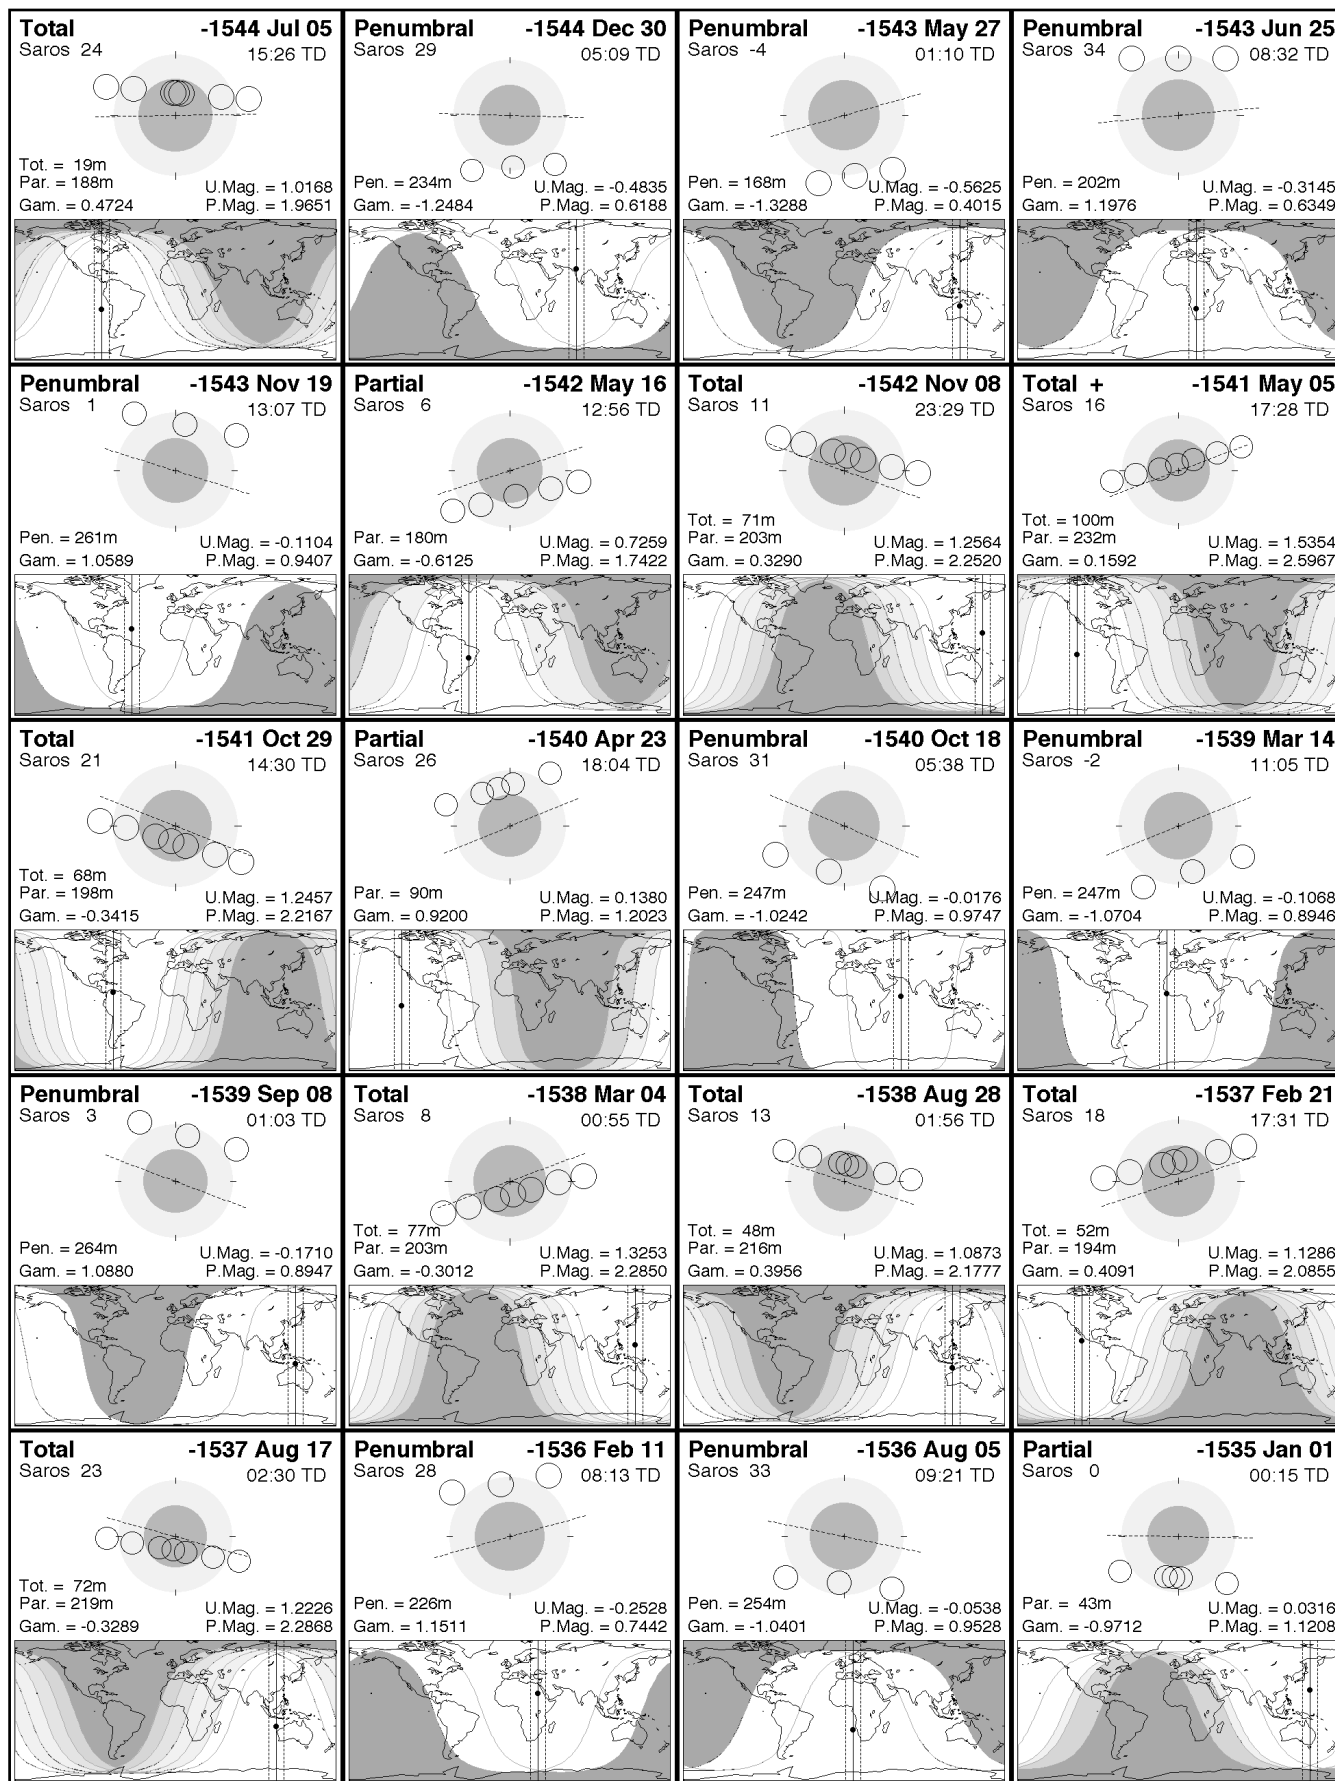 Total -1544 Jul 05
Saros 24 15:26 TD
Tot. = 19m
Par. = 188m U.Mag. = 1.0168
Gam. = 0.4724 P.Mag. = 1.9651
Penumbral -1544 Dec 30
Saros 29 05:09 TD
Pen. = 234m U.Mag. = -0.4835
Gam. = -1.2484 P.Mag. = 0.6188
Penumbral -1543 May 27
Saros -4 01:10 TD
Pen. = 168m U.Mag. = -0.5625
Gam. = -1.3288 P.Mag. = 0.4015
Penumbral -1543 Jun 25
Saros 34 08:32 TD
Pen. = 202m U.Mag. = -0.3145
Gam. = 1.1976 P.Mag. = 0.6349
Penumbral -1543 Nov 19
Saros 1 13:07 TD
Pen. = 261m U.Mag. = -0.1104
Gam. = 1.0589 P.Mag. = 0.9407
Partial -1542 May 16
Saros 6 12:56 TD
Par. = 180m U.Mag. = 0.7259
Gam. = -0.6125 P.Mag. = 1.7422
Total -1542 Nov 08
Saros 11 23:29 TD
Tot. = 71m
Par. = 203m U.Mag. = 1.2564
Gam. = 0.3290 P.Mag. = 2.2520
Total + -1541 May 05
Saros 16 17:28 TD
Tot. = 100m
Par. = 232m U.Mag. = 1.5354
Gam. = 0.1592 P.Mag. = 2.5967
Total -1541 Oct 29
Saros 21 14:30 TD
Tot. = 68m
Par. = 198m U.Mag. = 1.2457
Gam. = -0.3415 P.Mag. = 2.2167
Partial -1540 Apr 23
Saros 26 18:04 TD
Par. = 90m U.Mag. = 0.1380
Gam. = 0.9200 P.Mag. = 1.2023
Penumbral -1540 Oct 18
Saros 31 05:38 TD
Pen. = 247m U.Mag. = -0.0176
Gam. = -1.0242 P.Mag. = 0.9747
Penumbral -1539 Mar 14
Saros -2 11:05 TD
Pen. = 247m U.Mag. = -0.1068
Gam. = -1.0704 P.Mag. = 0.8946
Penumbral -1539 Sep 08
Saros 3 01:03 TD
Pen. = 264m U.Mag. = -0.1710
Gam. = 1.0880 P.Mag. = 0.8947
Total -1538 Mar 04
Saros 8 00:55 TD
Tot. = 77m
Par. = 203m U.Mag. = 1.3253
Gam. = -0.3012 P.Mag. = 2.2850
Total -1538 Aug 28
Saros 13 01:56 TD
Tot. = 48m
Par. = 216m U.Mag. = 1.0873
Gam. = 0.3956 P.Mag. = 2.1777
Total -1537 Feb 21
Saros 18 17:31 TD
Tot. = 52m
Par. = 194m U.Mag. = 1.1286
Gam. = 0.4091 P.Mag. = 2.0855
Total -1537 Aug 17
Saros 23 02:30 TD
Tot. = 72m
Par. = 219m U.Mag. = 1.2226
Gam. = -0.3289 P.Mag. = 2.2868
Penumbral -1536 Feb 11
Saros 28 08:13 TD
Pen. = 226m U.Mag. = -0.2528
Gam. = 1.1511 P.Mag. = 0.7442
Penumbral -1536 Aug 05
Saros 33 09:21 TD
Pen. = 254m U.Mag. = -0.0538
Gam. = -1.0401 P.Mag. = 0.9528
Partial -1535 Jan 01
Saros 0 00:15 TD
Par. = 43m U.Mag. = 0.0316
Gam. = -0.9712 P.Mag. = 1.1208